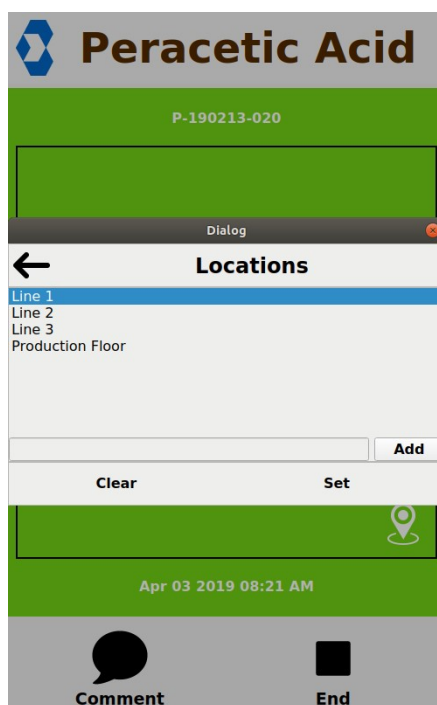 Peracetic Acid
P-190213-020
Dialog
Locations
Line 1
Line 2
Line 3
Production Floor
Add
Clear
Set
Apr 03 2019 08:21 AM
Comment
End